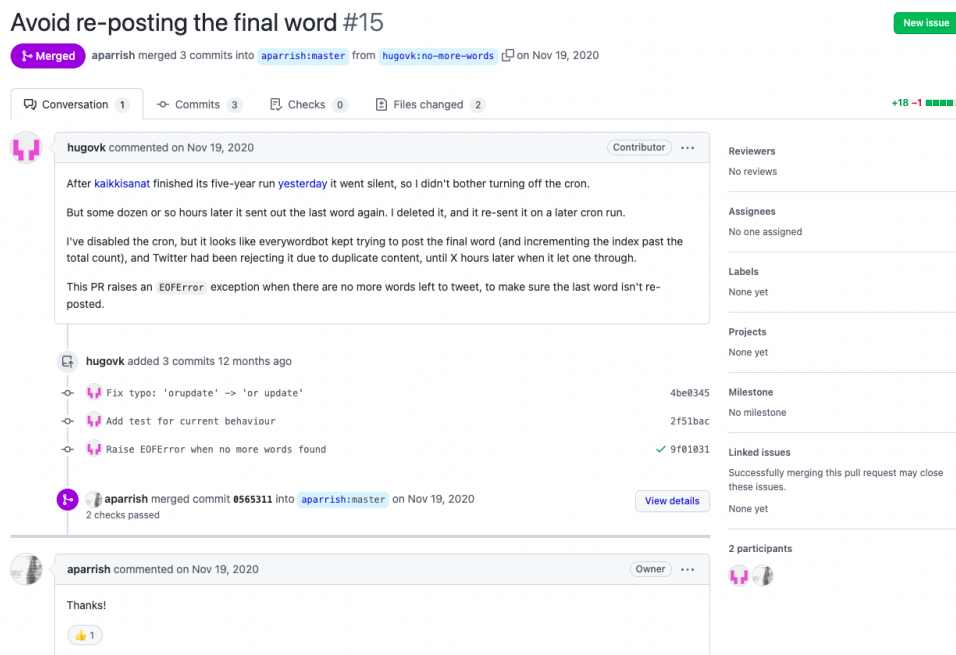 Avoid re-posting the final word #15
New issue
Merged aparrish merged 3 commits into aparrish:master from hugovk:no-more-words on Nov 19, 2020
Conversation 1 Commits 3 Checks 0 Files changed 2
+18 −1
hugovk commented on Nov 19, 2020 Contributor ···
After kaikkisanat finished its five-year run yesterday it went silent, so I didn't bother turning off the cron.
But some dozen or so hours later it sent out the last word again. I deleted it, and it re-sent it on a later cron run.
I've disabled the cron, but it looks like everywordbot kept trying to post the final word (and incrementing the index past the
total count), and Twitter had been rejecting it due to duplicate content, until X hours later when it let one through.
This PR raises an EOFError exception when there are no more words left to tweet, to make sure the last word isn't re-
posted.
hugovk added 3 commits 12 months ago
Fix typo: 'orupdate' -> 'or update' 4be0345
Add test for current behaviour 2f51bac
Raise EOFError when no more words found 9f01031
aparrish merged commit 0565311 into aparrish:master on Nov 19, 2020
2 checks passed
View details
aparrish commented on Nov 19, 2020 Owner ···
Thanks!
👍 1
Reviewers
No reviews
Assignees
No one assigned
Labels
None yet
Projects
None yet
Milestone
No milestone
Linked issues
Successfully merging this pull request may close
these issues.
None yet
2 participants